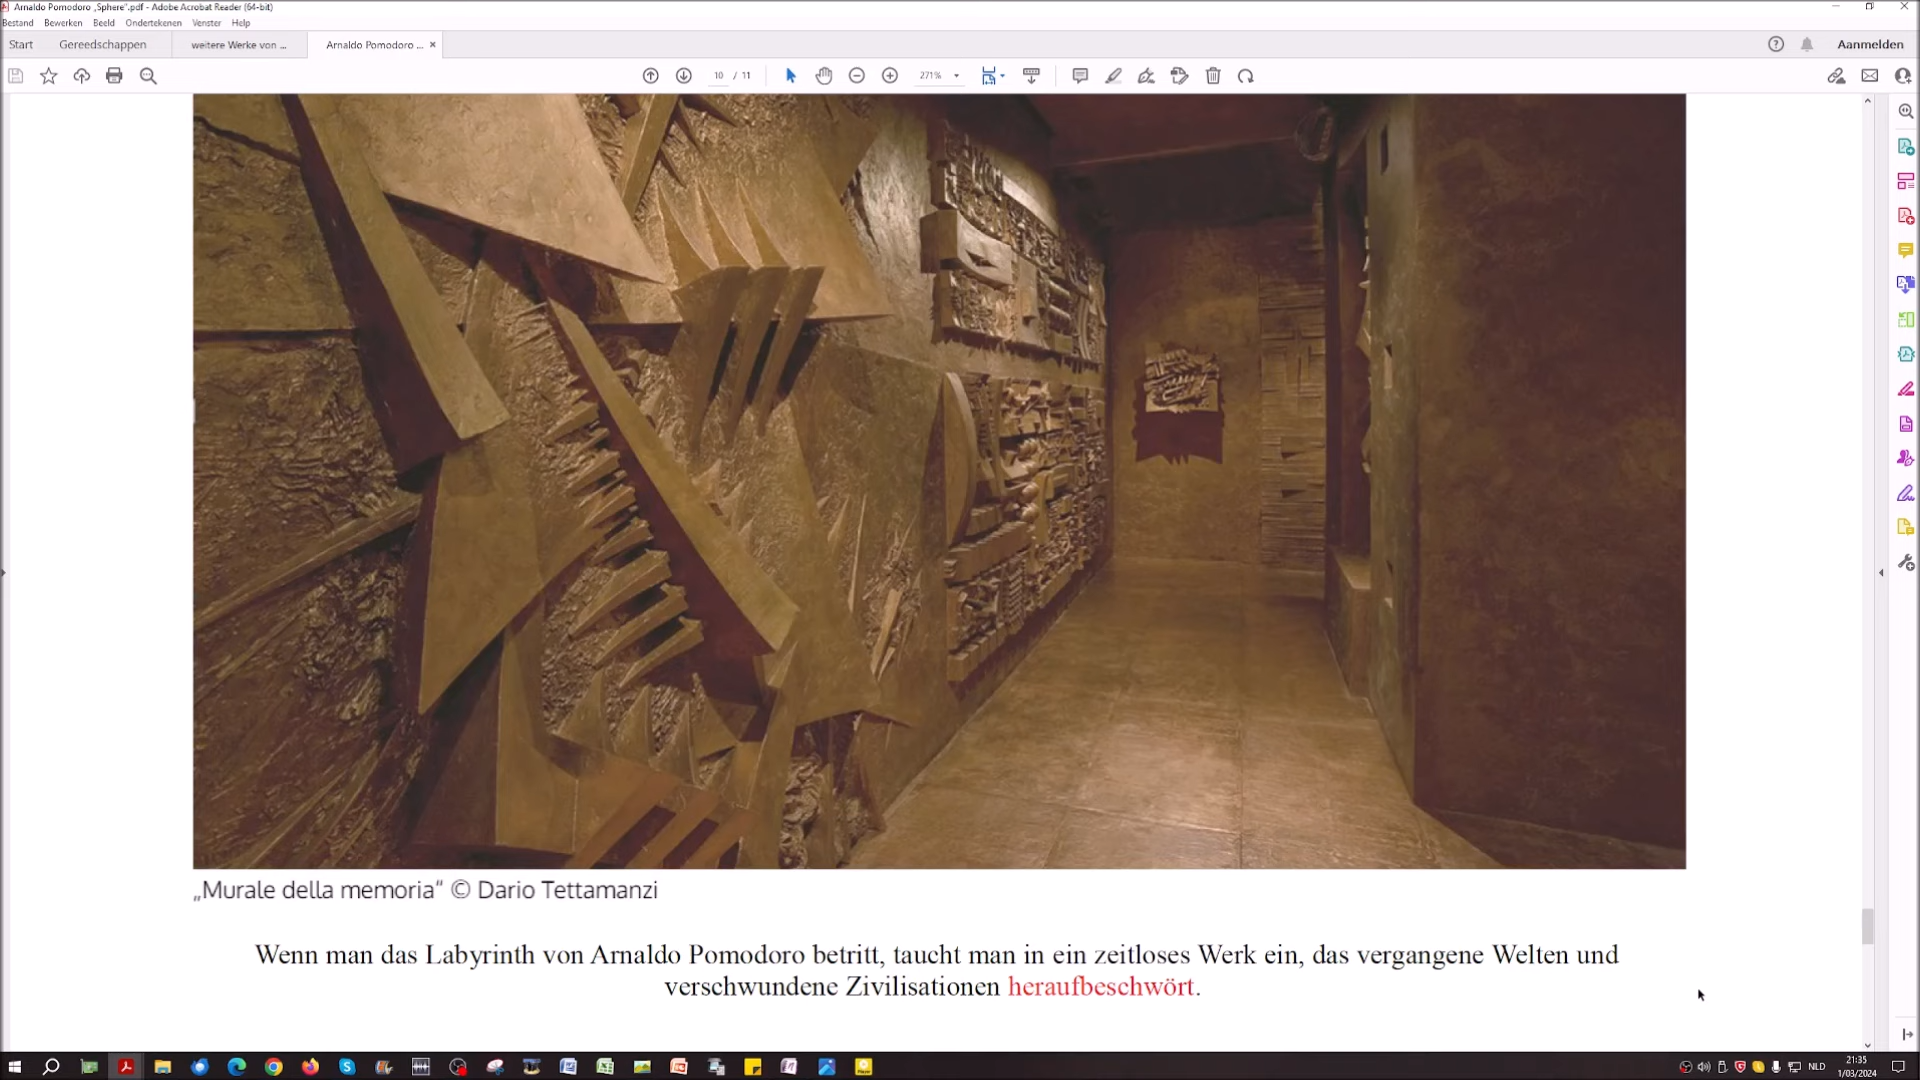 Arnaldo Pomodoro „Sphere".pdf - Adobe Acrobat Reader (64-bit)
Bestand Bewerken Beeld Ondertekenen Venster Help
Start Gereedschappen weitere Werke von ... Arnaldo Pomodoro ... × Aanmelden
10 / 11 271%
„Murale della memoria“ © Dario Tettamanzi
Wenn man das Labyrinth von Arnaldo Pomodoro betritt, taucht man in ein zeitloses Werk ein, das vergangene Welten und
verschwundene Zivilisationen heraufbeschwört.
NLD
21:35
1/03/2024